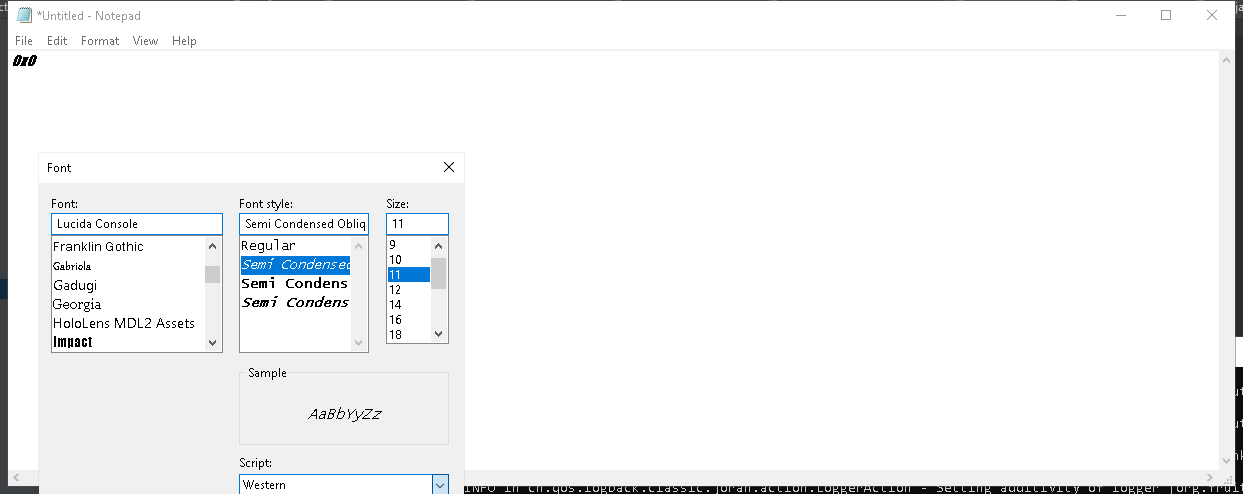 *Untitled - Notepad
File Edit Format View Help
0x0
Font
Font: Font style: Size:
Lucida Console Semi Condensed Obliq 11
Franklin Gothic Regular 9
Gabriola Semi Condensed 10
Gadugi Semi Condens 11
Georgia Semi Condens 12
HoloLens MDL2 Assets 14
Impact 16
18
Sample
AaBbYyZz
Script:
Western
INFO in ch.qos.logback.classic.joran.action.LoggerAction - Setting additivity of logger